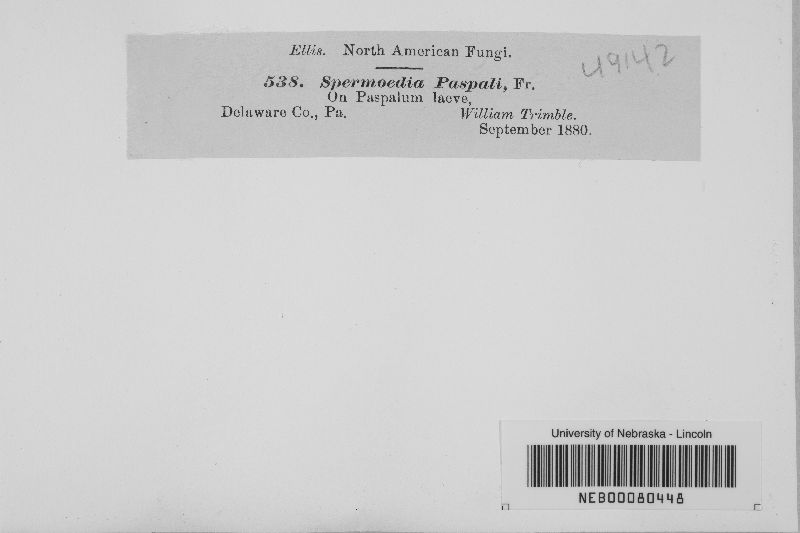 Ellis. North American Fungi.
49142
538. Spermoedia Paspali, Fr.
On Paspalum laeve,
Delaware Co., Pa. William Trimble.
September 1880.
University of Nebraska - Lincoln
NEB00080448